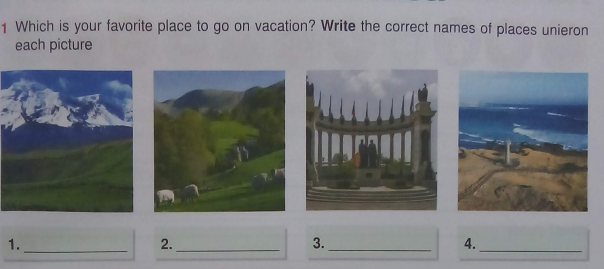 1 Which is your favorite place to go on vacation? Write the correct names of places unieron
each picture
1. 2. 3. 4.